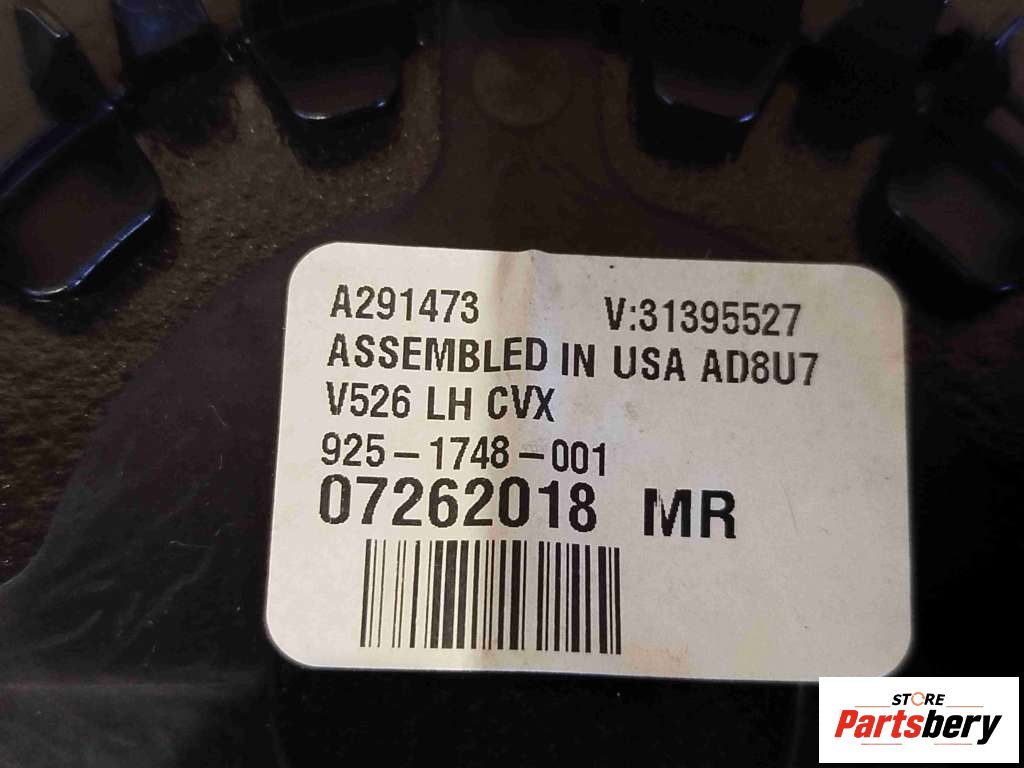 A291473 V:31395527
ASSEMBLED IN USA AD8U7
V526 LH CVX
925-1748-001
07262018 MR
STORE
Partsbery